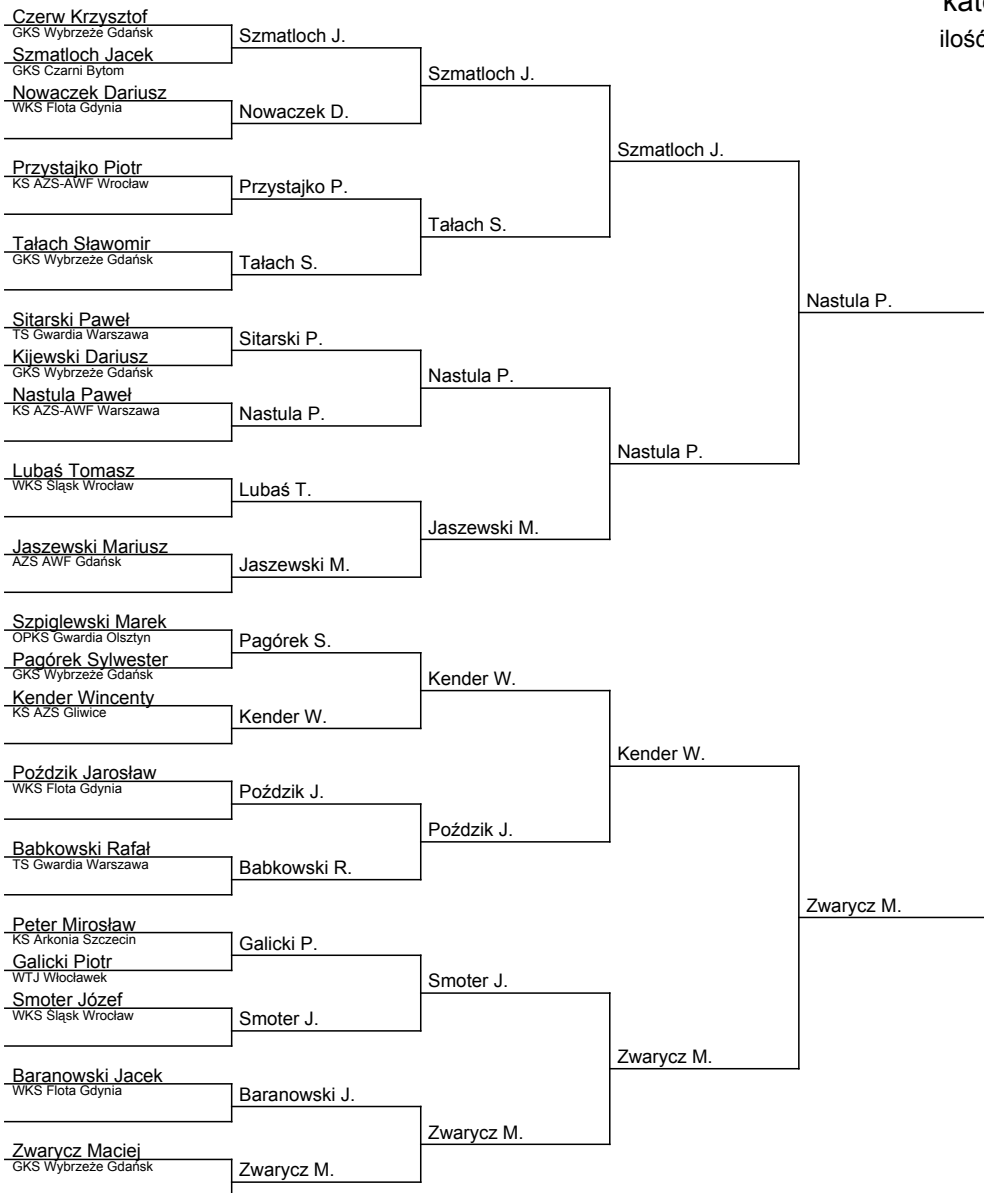 kat
ilość
Czerw Krzysztof
GKS Wybrzeże Gdańsk
Szmatloch J.
Szmatloch Jacek
GKS Czarni Bytom
Szmatloch J.
Nowaczek Dariusz
WKS Flota Gdynia
Nowaczek D.
Szmatloch J.
Przystajko Piotr
KS AZS-AWF Wrocław
Przystajko P.
Tałach S.
Tałach Sławomir
GKS Wybrzeże Gdańsk
Tałach S.
Nastula P.
Sitarski Paweł
TS Gwardia Warszawa
Sitarski P.
Kijewski Dariusz
GKS Wybrzeże Gdańsk
Nastula P.
Nastula Paweł
KS AZS-AWF Warszawa
Nastula P.
Nastula P.
Lubaś Tomasz
WKS Śląsk Wrocław
Lubaś T.
Jaszewski M.
Jaszewski Mariusz
AZS AWF Gdańsk
Jaszewski M.
Szpiglewski Marek
OPKS Gwardia Olsztyn
Pagórek S.
Pagórek Sylwester
GKS Wybrzeże Gdańsk
Kender W.
Kender Wincenty
KS AZS Gliwice
Kender W.
Kender W.
Poździk Jarosław
WKS Flota Gdynia
Poździk J.
Poździk J.
Babkowski Rafał
TS Gwardia Warszawa
Babkowski R.
Zwarycz M.
Peter Mirosław
KS Arkonia Szczecin
Galicki P.
Galicki Piotr
WTJ Włocławek
Smoter J.
Smoter Józef
WKS Śląsk Wrocław
Smoter J.
Zwarycz M.
Baranowski Jacek
WKS Flota Gdynia
Baranowski J.
Zwarycz M.
Zwarycz Maciej
GKS Wybrzeże Gdańsk
Zwarycz M.